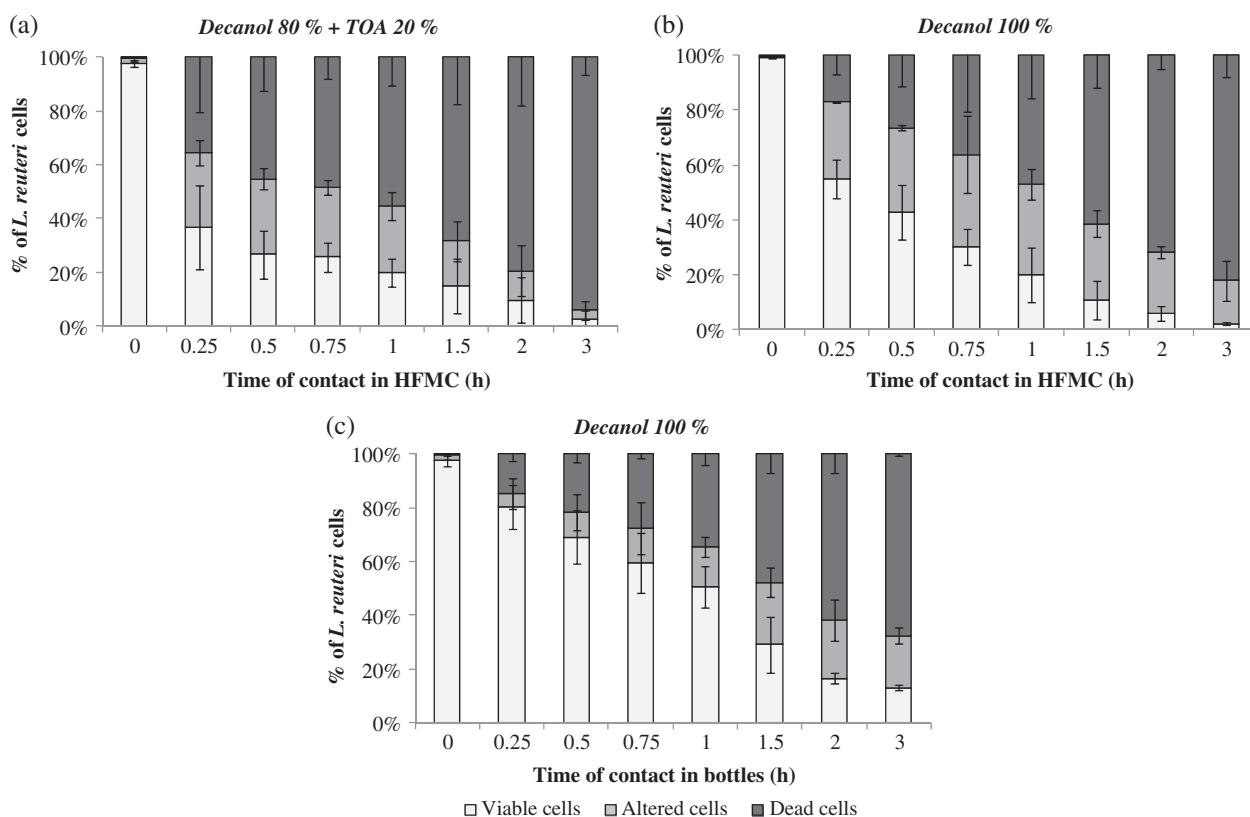 (a)
Decanol 80 % + TOA 20 %
% of L. reuteri cells
100%
80%
60%
40%
20%
0%
0 0.25 0.5 0.75 1 1.5 2 3
Time of contact in HFMC (h)
(b)
Decanol 100 %
% of L. reuteri cells
100%
80%
60%
40%
20%
0%
0 0.25 0.5 0.75 1 1.5 2 3
Time of contact in HFMC (h)
(c)
Decanol 100 %
% of L. reuteri cells
100%
80%
60%
40%
20%
0%
0 0.25 0.5 0.75 1 1.5 2 3
Time of contact in bottles (h)
Viable cells Altered cells Dead cells